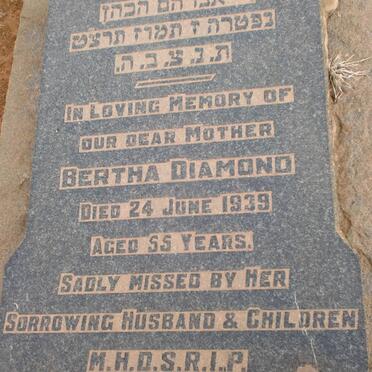 הכהן
נפטרה ז תמוז תרצט
ת.נ.צ.ב.ה.
IN LOVING MEMORY OF
OUR DEAR MOTHER
BERTHA DIAMOND
DIED 24 JUNE 1939
AGED 55 YEARS.
SADLY MISSED BY HER
SORROWING HUSBAND & CHILDREN
M.H.D.S.R.I.P.